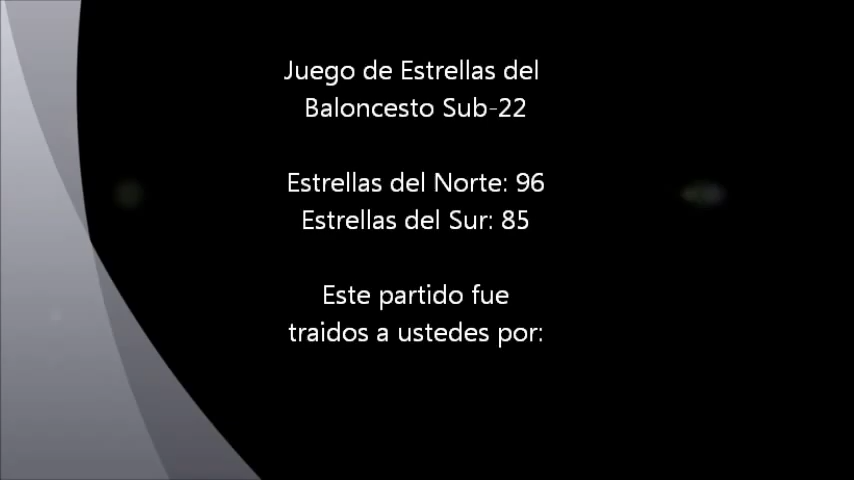 Juego de Estrellas del
Baloncesto Sub-22
Estrellas del Norte: 96
Estrellas del Sur: 85
Este partido fue
traidos a ustedes por: